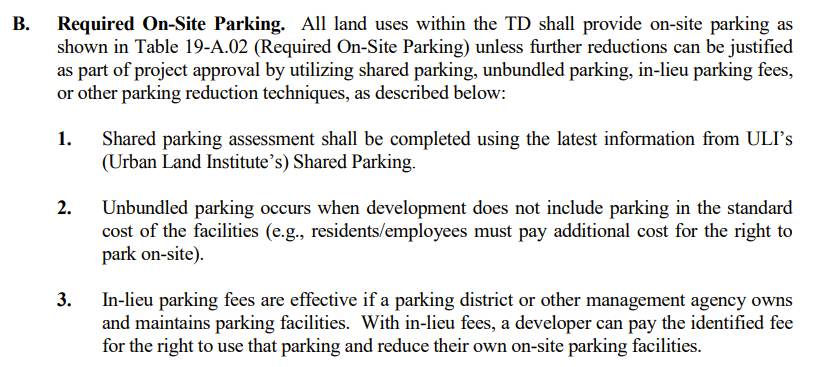 B. Required On-Site Parking. All land uses within the TD shall provide on-site parking as
shown in Table 19-A.02 (Required On-Site Parking) unless further reductions can be justified
as part of project approval by utilizing shared parking, unbundled parking, in-lieu parking fees,
or other parking reduction techniques, as described below:
1. Shared parking assessment shall be completed using the latest information from ULI’s
(Urban Land Institute’s) Shared Parking.
2. Unbundled parking occurs when development does not include parking in the standard
cost of the facilities (e.g., residents/employees must pay additional cost for the right to
park on-site).
3. In-lieu parking fees are effective if a parking district or other management agency owns
and maintains parking facilities. With in-lieu fees, a developer can pay the identified fee
for the right to use that parking and reduce their own on-site parking facilities.